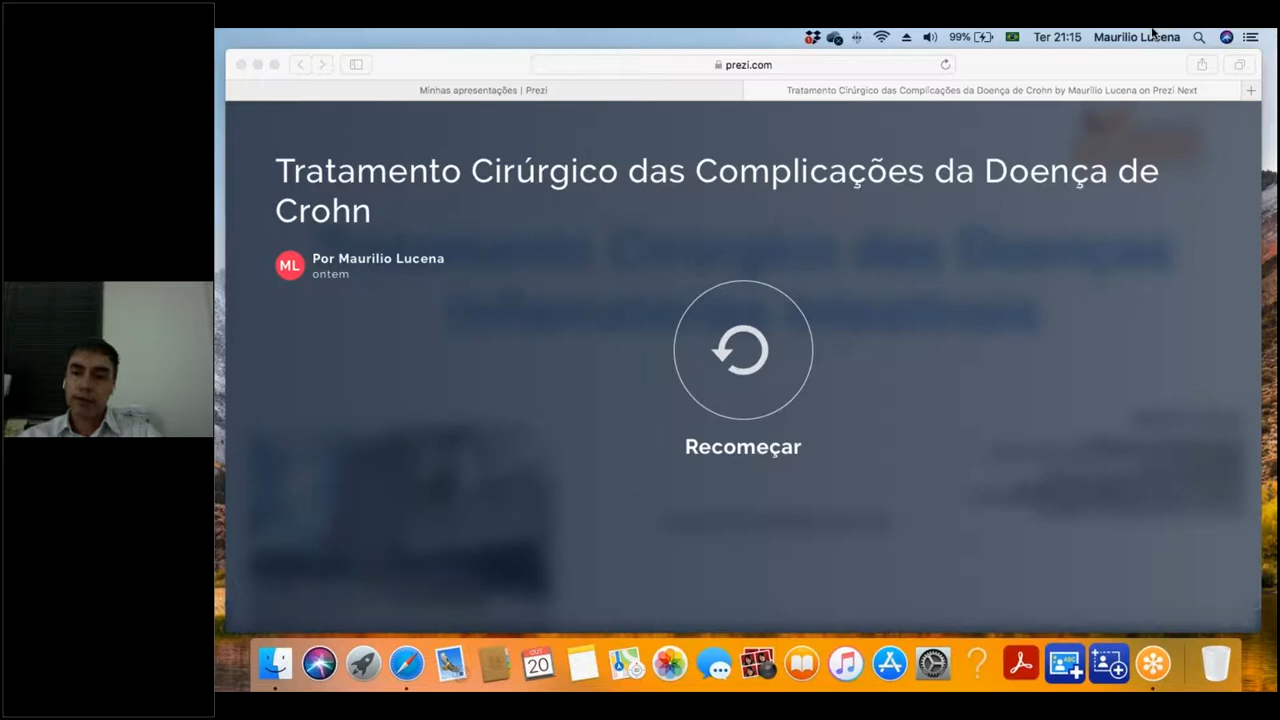 99% Ter 21:15 Maurilio Lucena
prezi.com
Minhas apresentações | Prezi
Tratamento Cirúrgico das Complicações da Doença de Crohn by Maurilio Lucena on Prezi Next
Tratamento Cirúrgico das Complicações da Doença de
Crohn
ML
Por Maurilio Lucena
ontem
Recomeçar
OUT
20